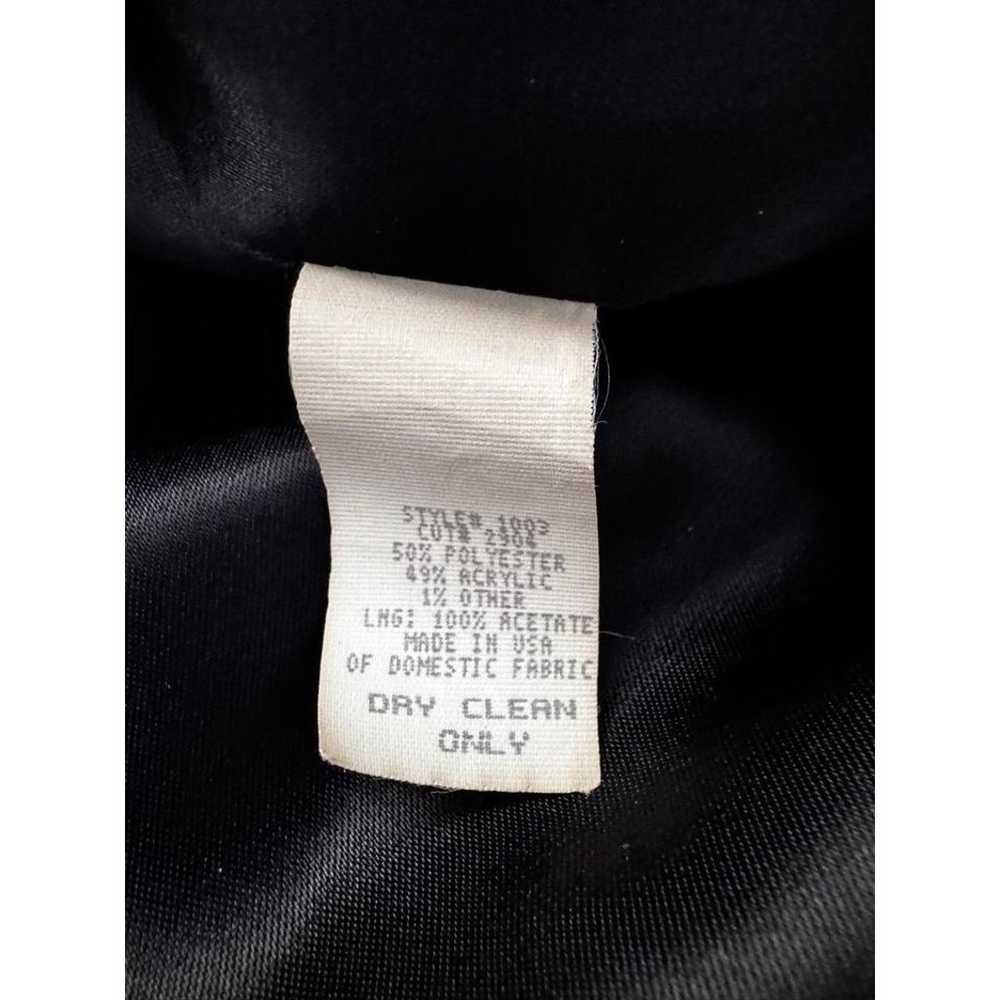 STYLE# 1003
CUT# 2904
50% POLYESTER
49% ACRYLIC
1% OTHER
LNG: 100% ACETATE
MADE IN USA
OF DOMESTIC FABRIC
DRY CLEAN
ONLY